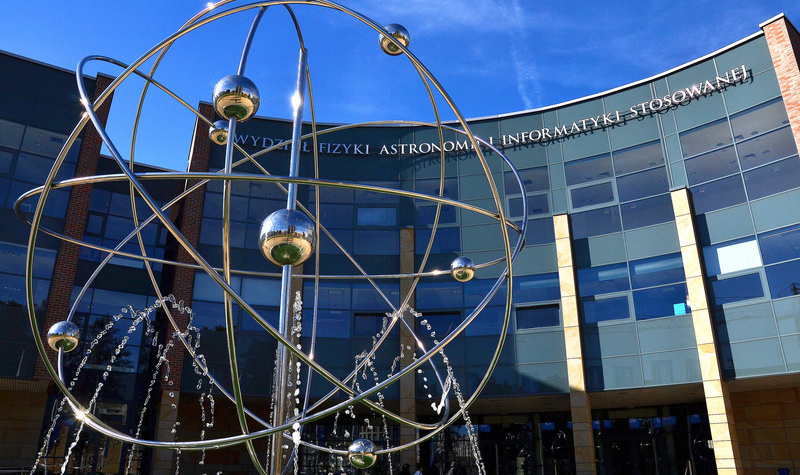 WYDZIAŁ FIZYKI ASTRONOMII I INFORMATYKI STOSOWANEJ